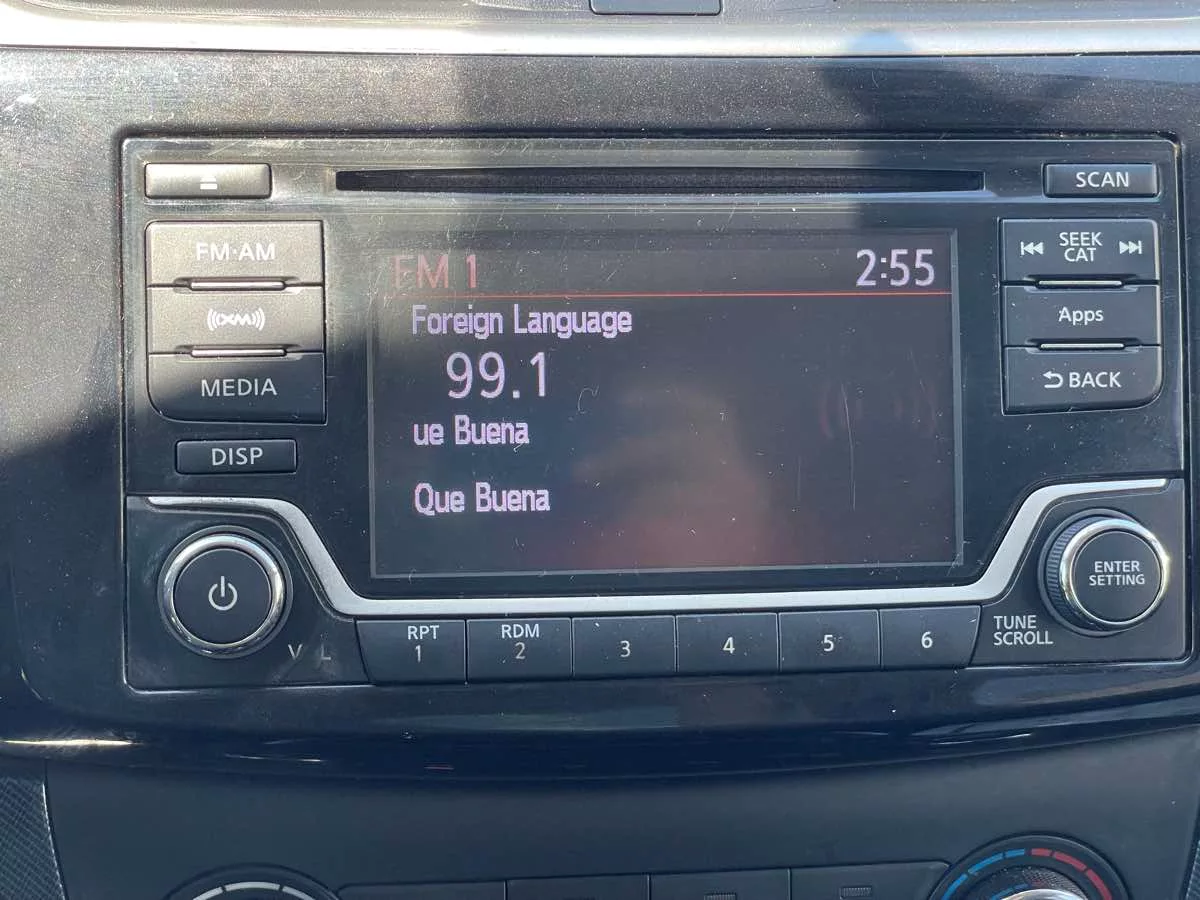 SCAN
FM·AM
FM 1
2:55
SEEK
CAT
Foreign Language
XM
Apps
99.1
MEDIA
BACK
ue Buena
DISP
Que Buena
ENTER
SETTING
RPT
1
RDM
2
3
4
5
6
TUNE
SCROLL
V L